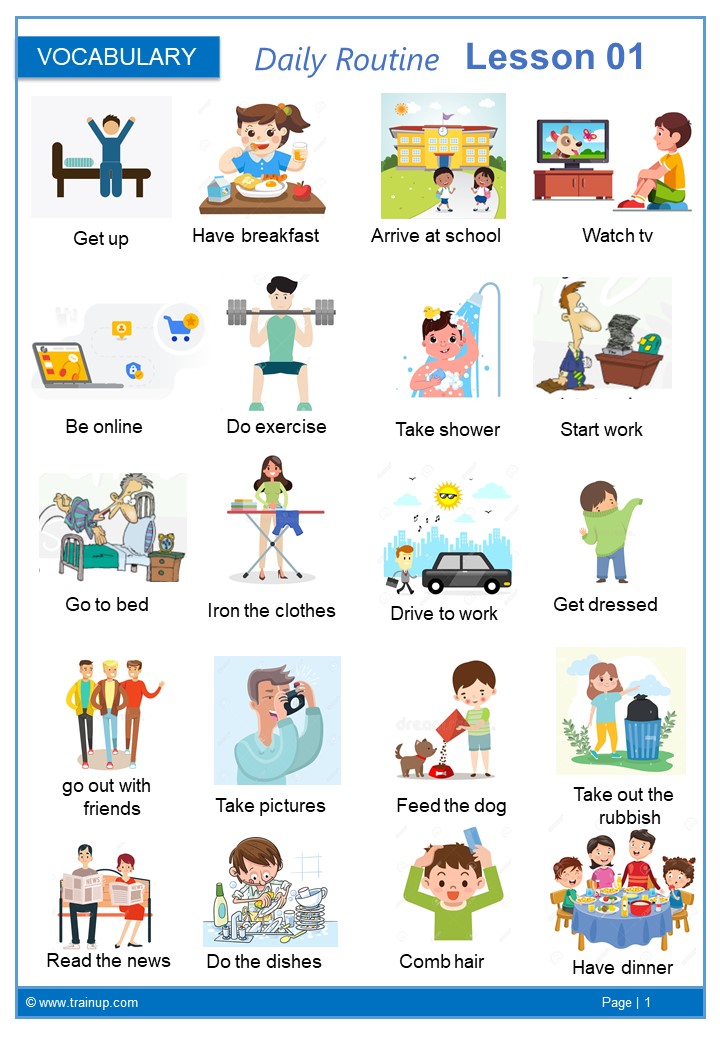 VOCABULARY
Daily Routine Lesson 01
Get up
Have breakfast
Arrive at school
Watch tv
Be online
Do exercise
Take shower
Start work
Go to bed
Iron the clothes
Drive to work
Get dressed
go out with
friends
Take pictures
Feed the dog
Take out the
rubbish
NEWS
NEWS
Read the news
Do the dishes
Comb hair
Have dinner
© www.trainup.com
Page | 1